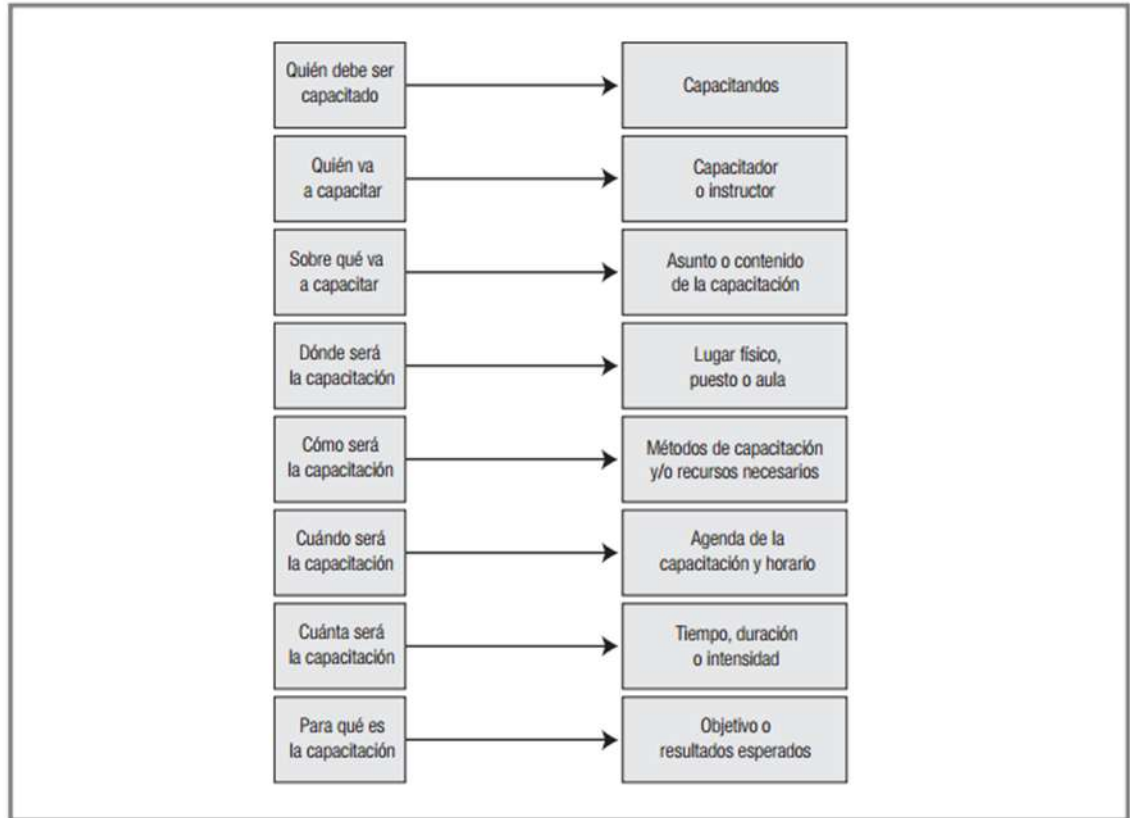 Quién debe ser
capacitado
Capacitandos
Quién va
a capacitar
Capacitador
o instructor
Sobre qué va
a capacitar
Asunto o contenido
de la capacitación
Dónde será
la capacitación
Lugar físico,
puesto o aula
Cómo será
la capacitación
Métodos de capacitación
y/o recursos necesarios
Cuándo será
la capacitación
Agenda de la
capacitación y horario
Cuánta será
la capacitación
Tiempo, duración
o intensidad
Para qué es
la capacitación
Objetivo o
resultados esperados